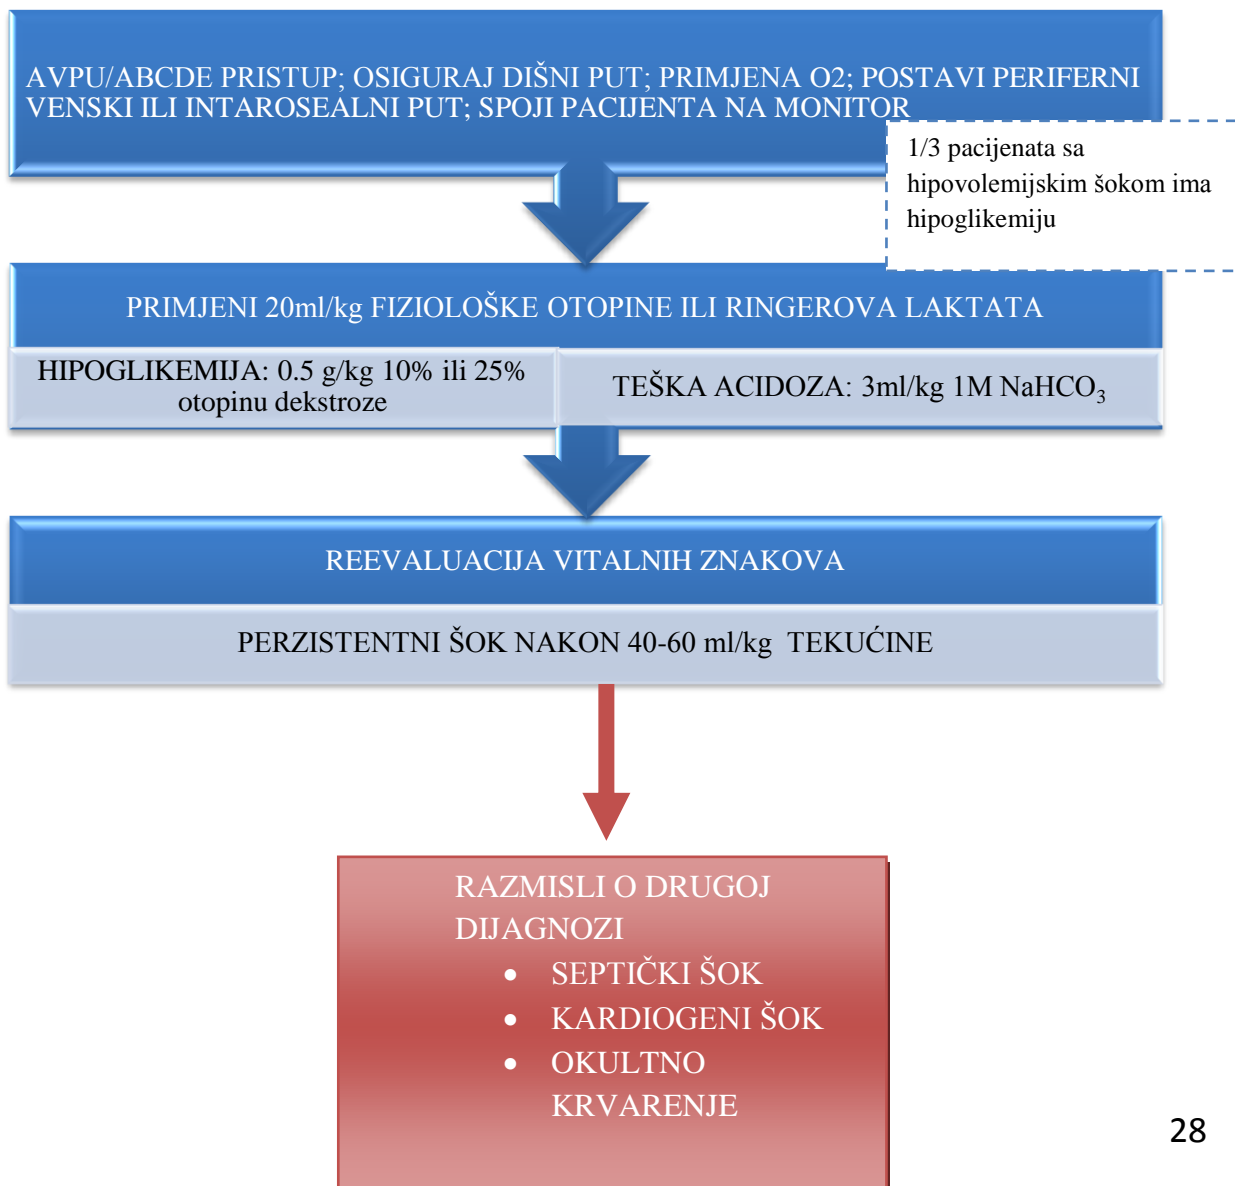 AVPU/ABCDE PRISTUP; OSIGURAJ DIŠNI PUT; PRIMJENA O2; POSTAVI PERIFERNI
VENSKI ILI INTAROSEALNI PUT; SPOJI PACIJENTA NA MONITOR
1/3 pacijenata sa
hipovolemijskim šokom ima
hipoglikemiju
PRIMJENI 20ml/kg FIZIOLOŠKE OTOPINE ILI RINGEROVA LAKTATA
HIPOGLIKEMIJA: 0.5 g/kg 10% ili 25%
otopinu dekstroze
TEŠKA ACIDOZA: 3ml/kg 1M NaHCO₃
REEVALUACIJA VITALNIH ZNAKOVA
PERZISTENTNI ŠOK NAKON 40-60 ml/kg TEKUĆINE
RAZMISLI O DRUGOJ
DIJAGNOZI
• SEPTIČKI ŠOK
• KARDIOGENI ŠOK
• OKULTNO
KRVARENJE
28